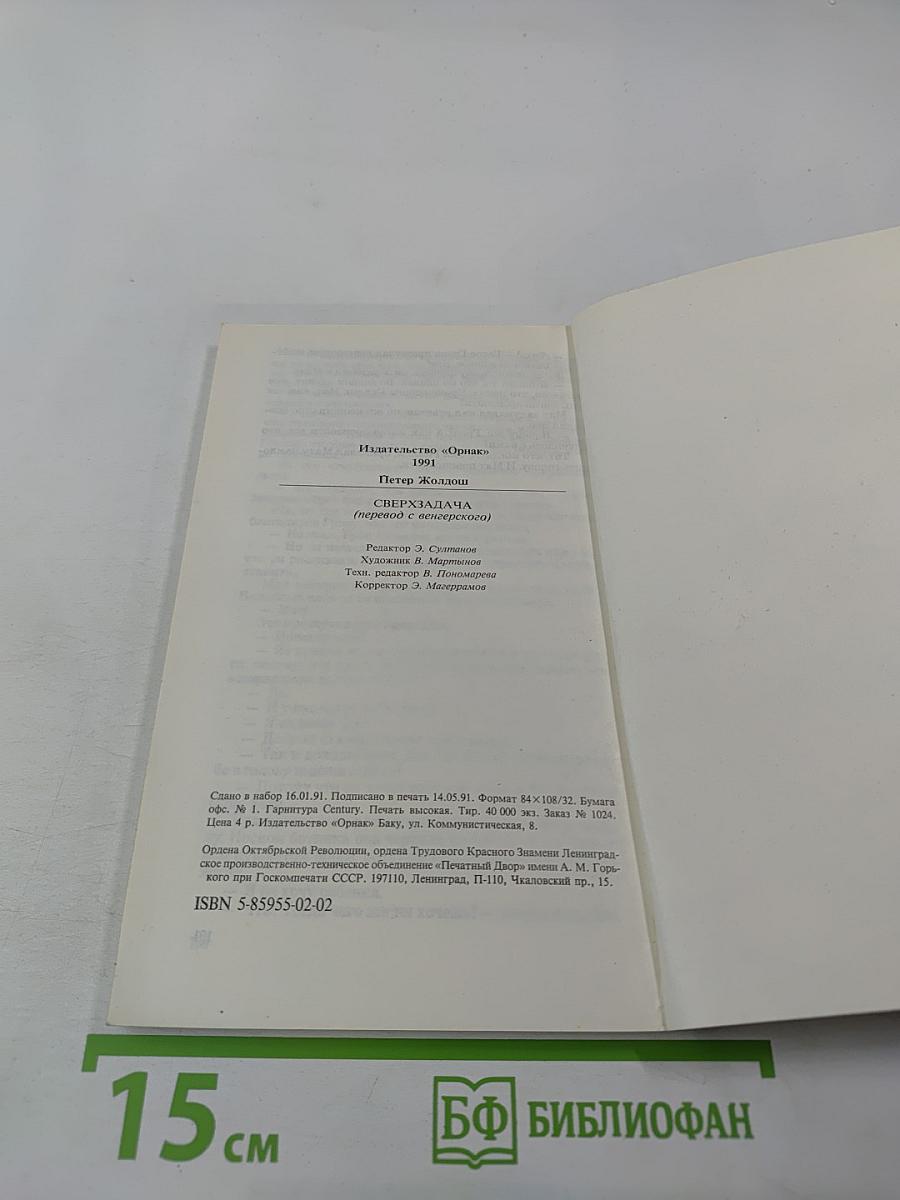 Издательство «Орнак»
1991
Петер Жолдош
СВЕРХЗАДАЧА
(перевод с венгерского)
Редактор Э. Султанов
Художник В. Мартынов
Техн. редактор В. Пономарева
Корректор Э. Магеррамов
Сдано в набор 16.01.91. Подписано в печать 14.05.91. Формат 84×108/32. Бумага
офс. № 1. Гарнитура Century. Печать высокая. Тир. 40 000 экз. Заказ № 1024.
Цена 4 р. Издательство «Орнак» Баку, ул. Коммунистическая, 8.
Ордена Октябрьской Революции, ордена Трудового Красного Знамени Ленинград-
ское производственно-техническое объединение «Печатный Двор» имени А. М. Горь-
кого при Госкомпечати СССР. 197110, Ленинград, П-110, Чкаловский пр., 15.
ISBN 5-85955-02-02
15 см
БФ БИБЛИОФАН